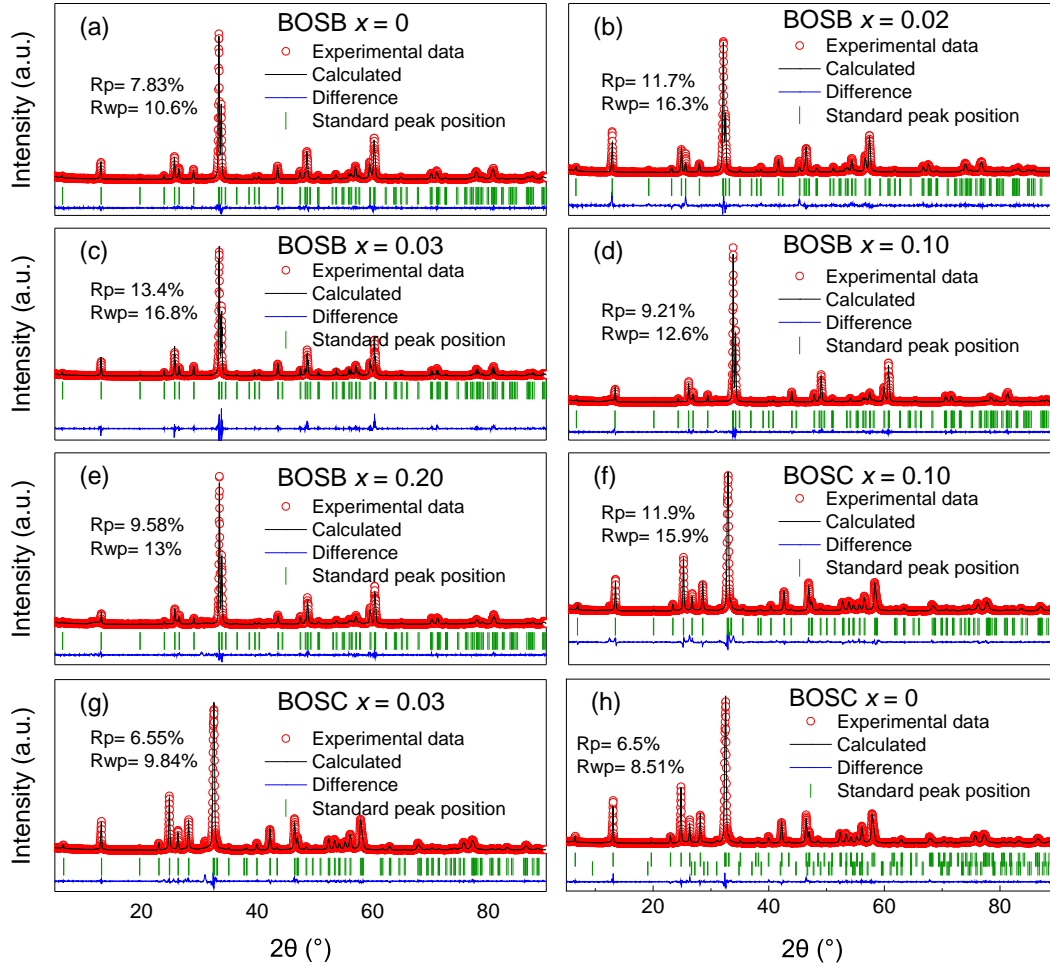 (a)
BOSB x = 0
Experimental data
Calculated
Difference
Standard peak position
Rp= 7.83%
Rwp= 10.6%
Intensity (a.u.)
(b)
BOSB x = 0.02
Experimental data
Calculated
Difference
Standard peak position
Rp= 11.7%
Rwp= 16.3%
(c)
BOSB x = 0.03
Experimental data
Calculated
Difference
Standard peak position
Rp= 13.4%
Rwp= 16.8%
Intensity (a.u.)
(d)
BOSB x = 0.10
Experimental data
Calculated
Difference
Standard peak position
Rp= 9.21%
Rwp= 12.6%
(e)
BOSB x = 0.20
Experimental data
Calculated
Difference
Standard peak position
Rp= 9.58%
Rwp= 13%
Intensity (a.u.)
(f)
BOSC x = 0.10
Experimental data
Calculated
Difference
Standard peak position
Rp= 11.9%
Rwp= 15.9%
(g)
BOSC x = 0.03
Experimental data
Calculated
Difference
Standard peak position
Rp= 6.55%
Rwp= 9.84%
Intensity (a.u.)
20 40 60 80
2θ (°)
(h)
BOSC x = 0
Experimental data
Calculated
Difference
Standard peak position
Rp= 6.5%
Rwp= 8.51%
20 40 60 80
2θ (°)